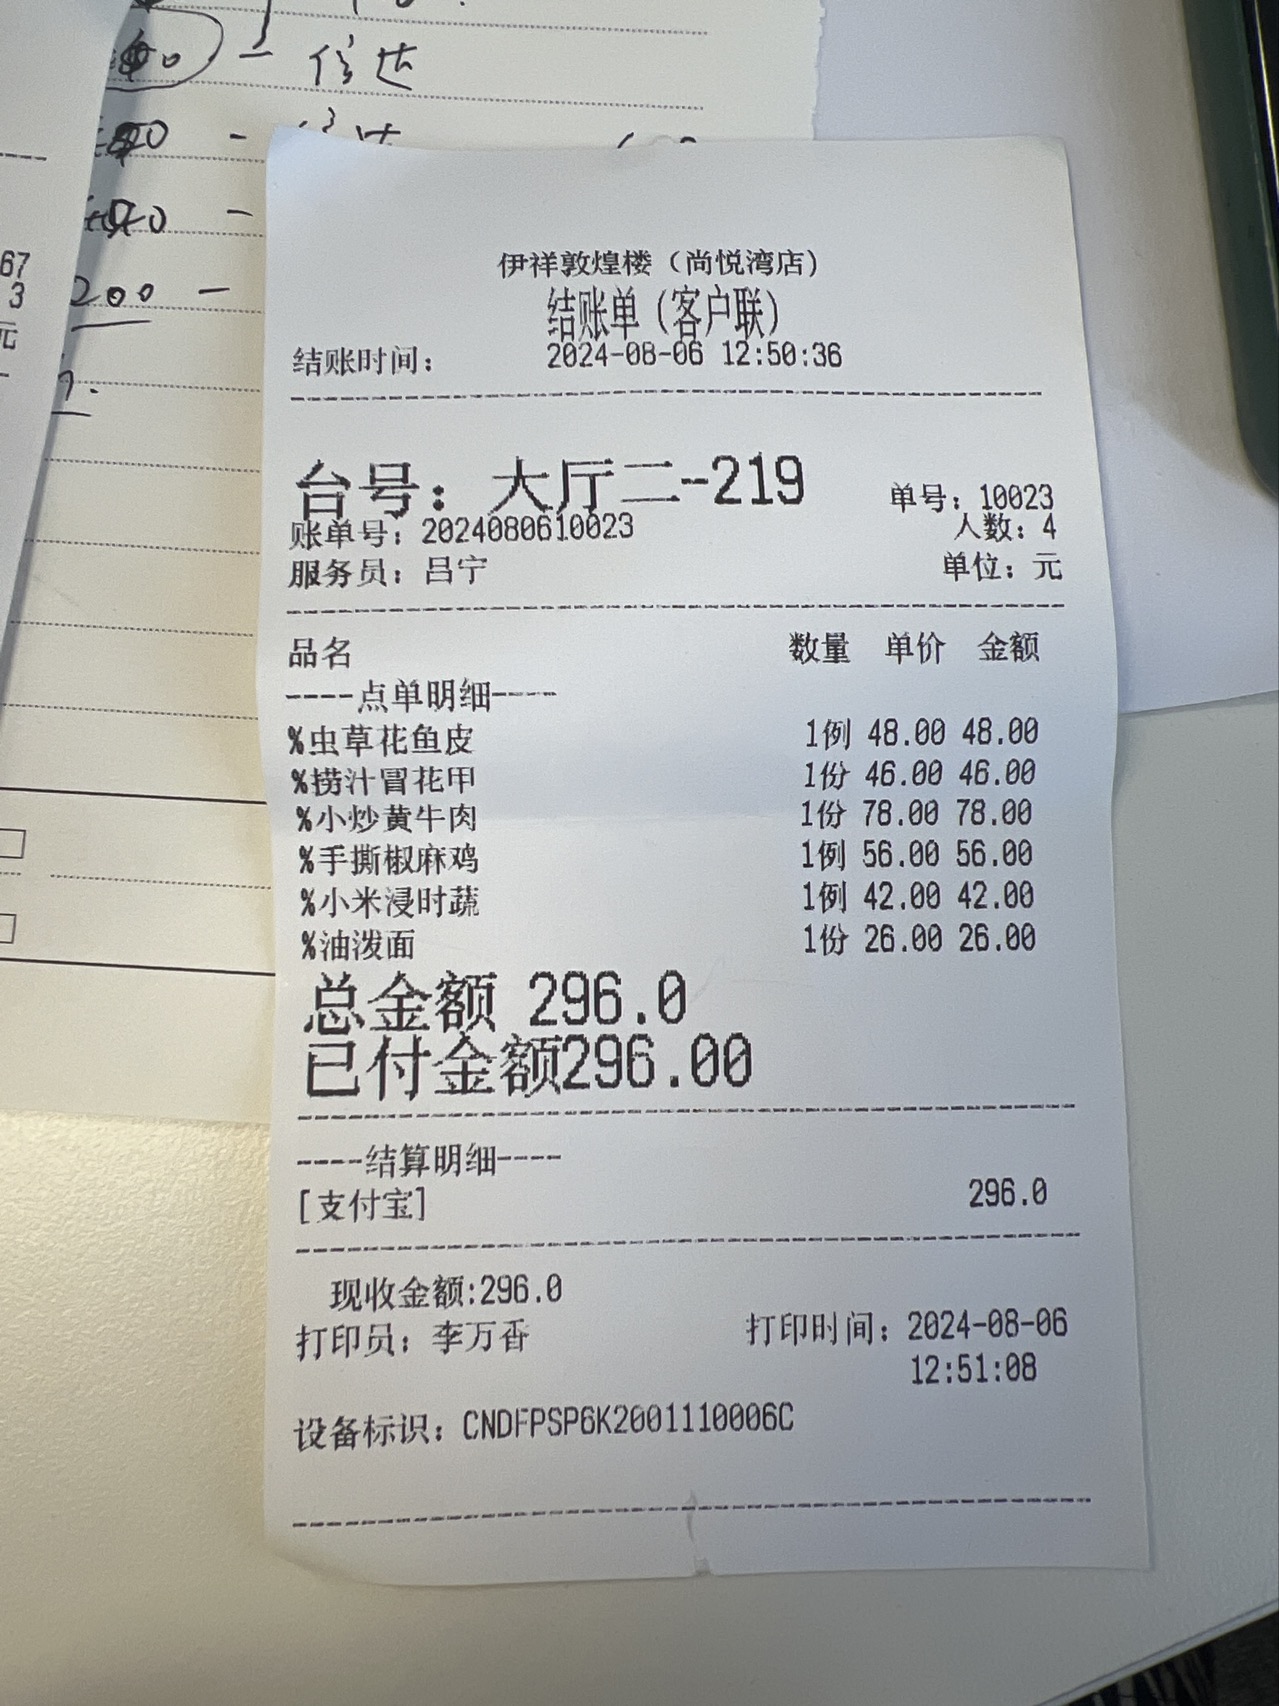 信达
200 -
67
3
元
伊祥敦煌楼（尚悦湾店）
结账单（客户联）
结账时间： 2024-08-06 12:50:36
台号：大厅二-219 单号：10023
账单号：2024080610023 人数：4
服务员：吕宁 单位：元
品名 数量 单价 金额
----点单明细----
%虫草花鱼皮 1例 48.00 48.00
%捞汁冒花甲 1份 46.00 46.00
%小炒黄牛肉 1份 78.00 78.00
%手撕椒麻鸡 1例 56.00 56.00
%小米浸时蔬 1例 42.00 42.00
%油泼面 1份 26.00 26.00
总金额 296.0
已付金额296.00
----结算明细----
[支付宝] 296.0
现收金额:296.0
打印员：李万香 打印时间：2024-08-06
12:51:08
设备标识：CNDFPSP6K2001110006C